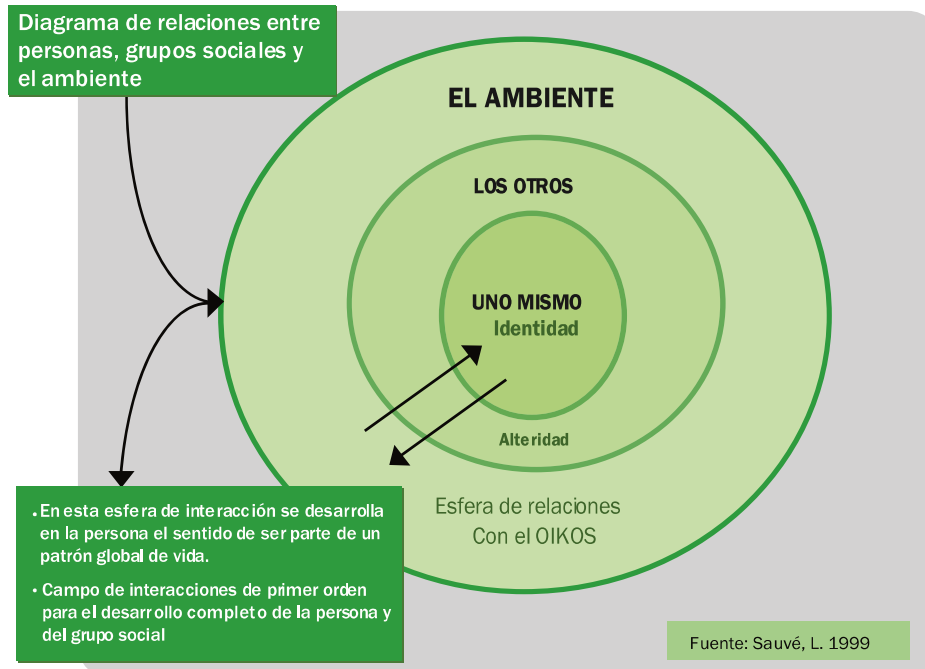 Diagrama de relaciones entre
personas, grupos sociales y
el ambiente
EL AMBIENTE
LOS OTROS
UNO MISMO
Identidad
Alteridad
Esfera de relaciones
Con el OIKOS
• En esta esfera de interacción se desarrolla
en la persona el sentido de ser parte de un
patrón global de vida.
• Campo de interacciones de primer orden
para el desarrollo completo de la persona y
del grupo social
Fuente: Sauvé, L. 1999